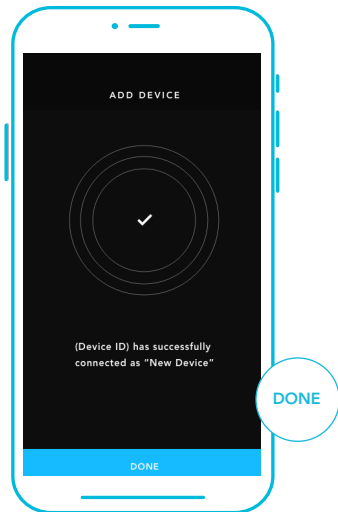 ADD DEVICE
(Device ID) has successfully
connected as “New Device”
DONE
DONE